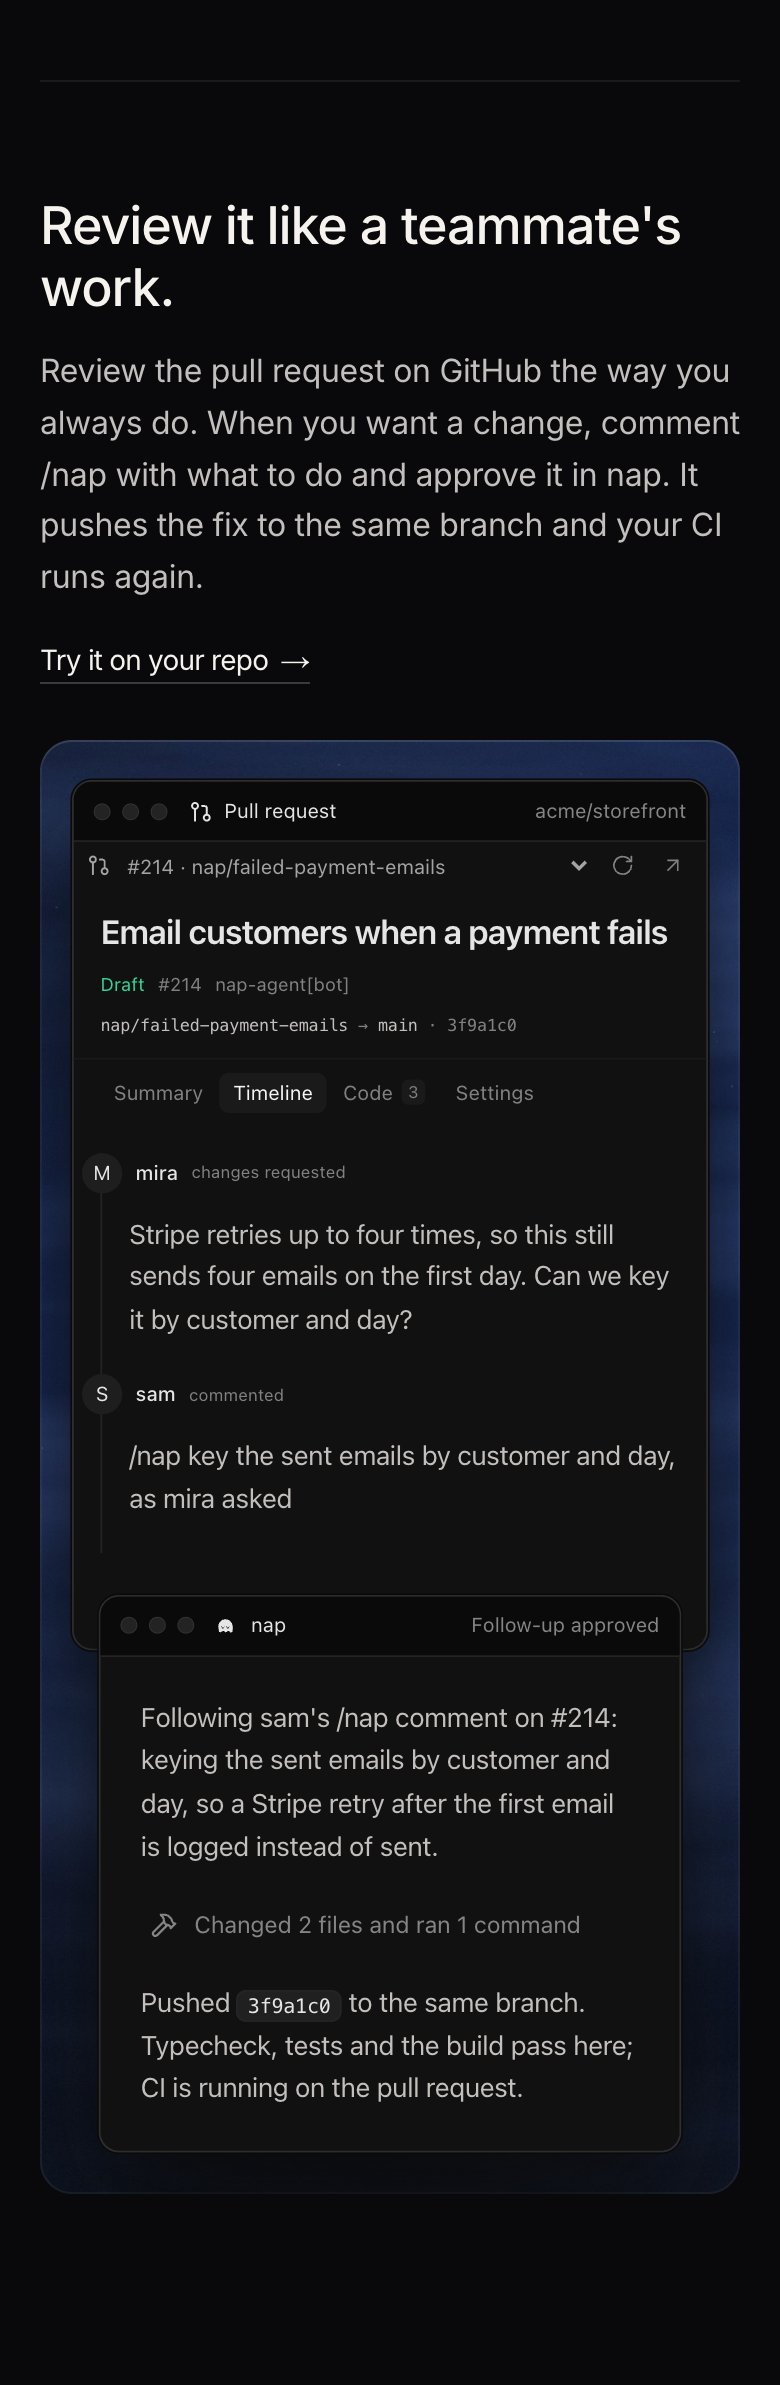 Review it like a teammate's
work.
Review the pull request on GitHub the way you
always do. When you want a change, comment
/nap with what to do and approve it in nap. It
pushes the fix to the same branch and your CI
runs again.
Try it on your repo →
Pull request acme/storefront
#214 · nap/failed-payment-emails
Email customers when a payment fails
Draft #214 nap-agent[bot]
nap/failed-payment-emails → main · 3f9a1c0
Summary Timeline Code 3 Settings
M mira changes requested
Stripe retries up to four times, so this still
sends four emails on the first day. Can we key
it by customer and day?
S sam commented
/nap key the sent emails by customer and day,
as mira asked
nap Follow-up approved
Following sam's /nap comment on #214:
keying the sent emails by customer and
day, so a Stripe retry after the first email
is logged instead of sent.
Changed 2 files and ran 1 command
Pushed 3f9a1c0 to the same branch.
Typecheck, tests and the build pass here;
CI is running on the pull request.